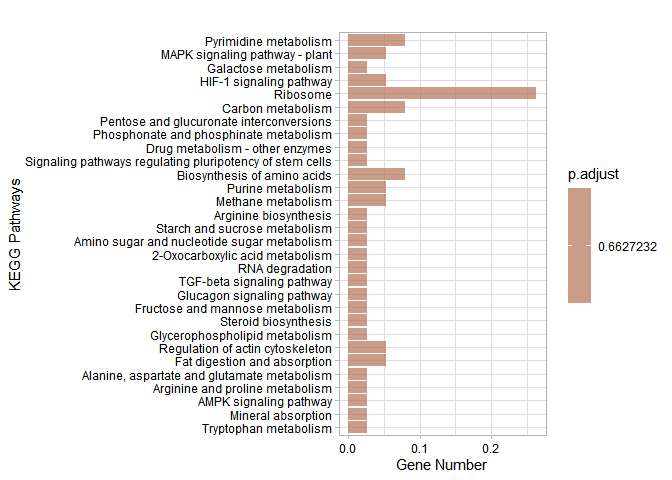 Pyrimidine metabolism
MAPK signaling pathway - plant
Galactose metabolism
HIF-1 signaling pathway
Ribosome
Carbon metabolism
Pentose and glucuronate interconversions
Phosphonate and phosphinate metabolism
Drug metabolism - other enzymes
Signaling pathways regulating pluripotency of stem cells
Biosynthesis of amino acids
Purine metabolism
Methane metabolism
Arginine biosynthesis
Starch and sucrose metabolism
Amino sugar and nucleotide sugar metabolism
2-Oxocarboxylic acid metabolism
RNA degradation
TGF-beta signaling pathway
Glucagon signaling pathway
Fructose and mannose metabolism
Steroid biosynthesis
Glycerophospholipid metabolism
Regulation of actin cytoskeleton
Fat digestion and absorption
Alanine, aspartate and glutamate metabolism
Arginine and proline metabolism
AMPK signaling pathway
Mineral absorption
Tryptophan metabolism
KEGG Pathways
0.0 0.1 0.2
Gene Number
p.adjust
0.6627232